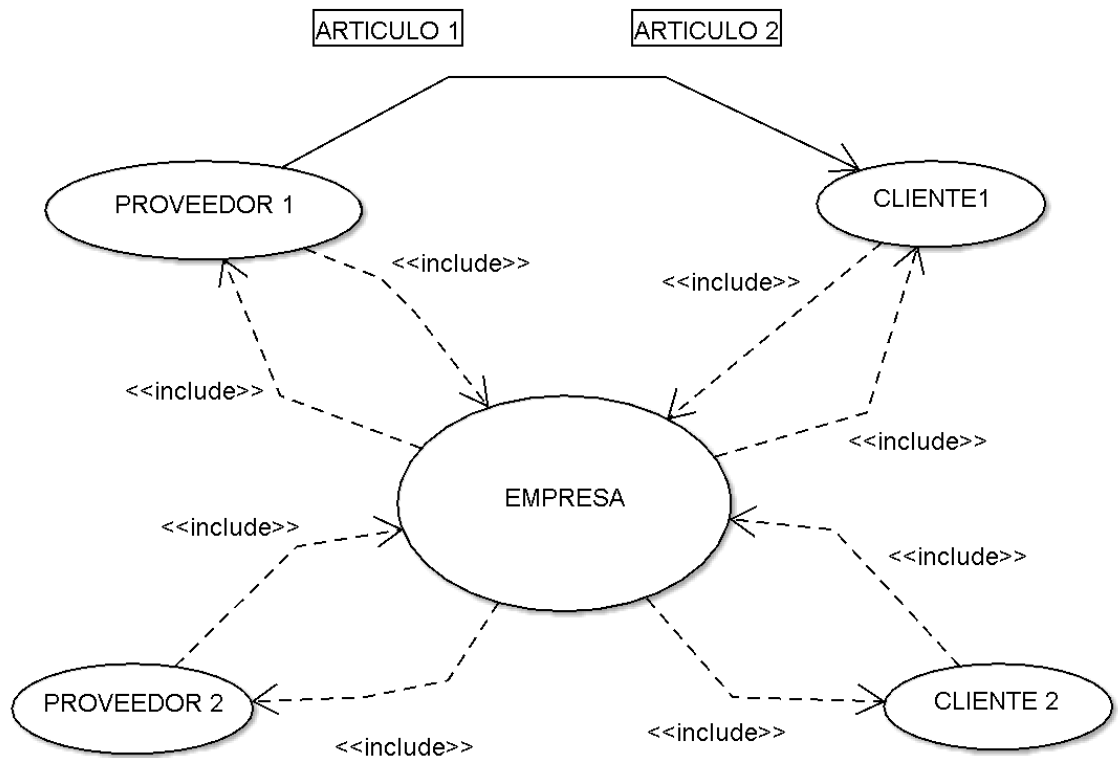 ARTICULO 1
ARTICULO 2
PROVEEDOR 1
CLIENTE1
<<include>>
<<include>>
<<include>>
<<include>>
EMPRESA
<<include>>
<<include>>
PROVEEDOR 2
CLIENTE 2
<<include>>
<<include>>